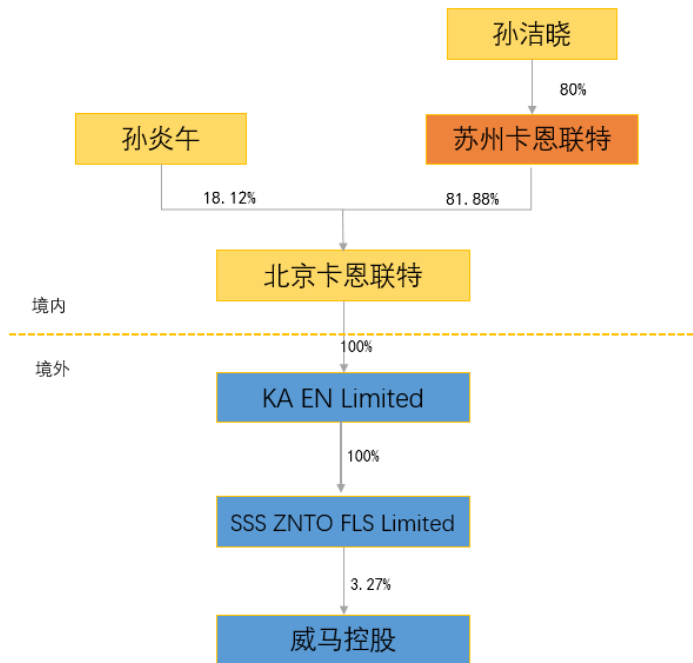 孙洁晓
80%
孙炎午
苏州卡恩联特
18.12%
81.88%
北京卡恩联特
境内
100%
境外
KA EN Limited
100%
SSS ZNTO FLS Limited
3.27%
威马控股